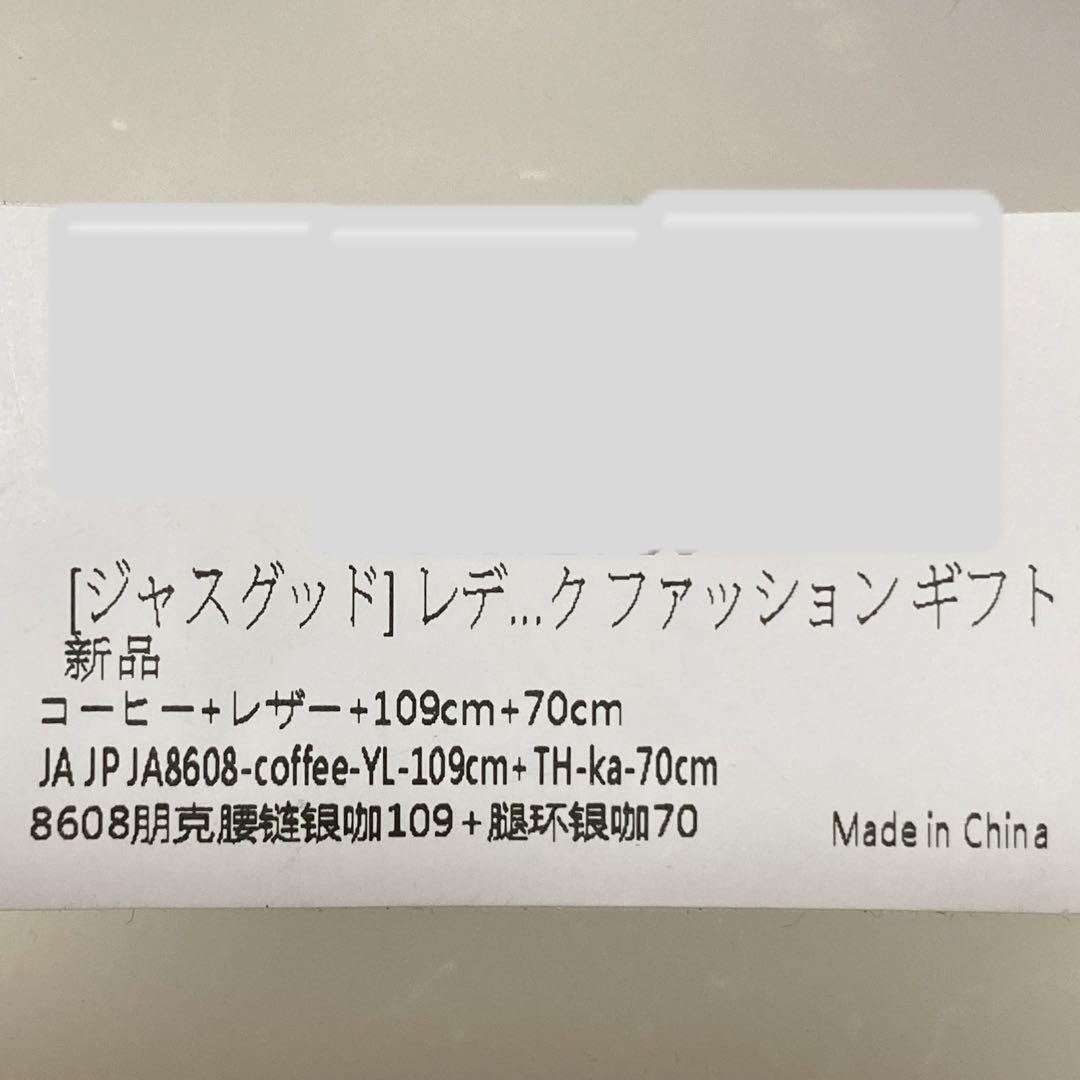 [ジャスグッド] レデ...ク ファッション ギフト
新品
コーヒー+レザー+109cm+70cm
JA JP JA8608-coffee-YL-109cm+TH-ka-70cm
8608朋克腰链银咖109+腿环银咖70
Made in China